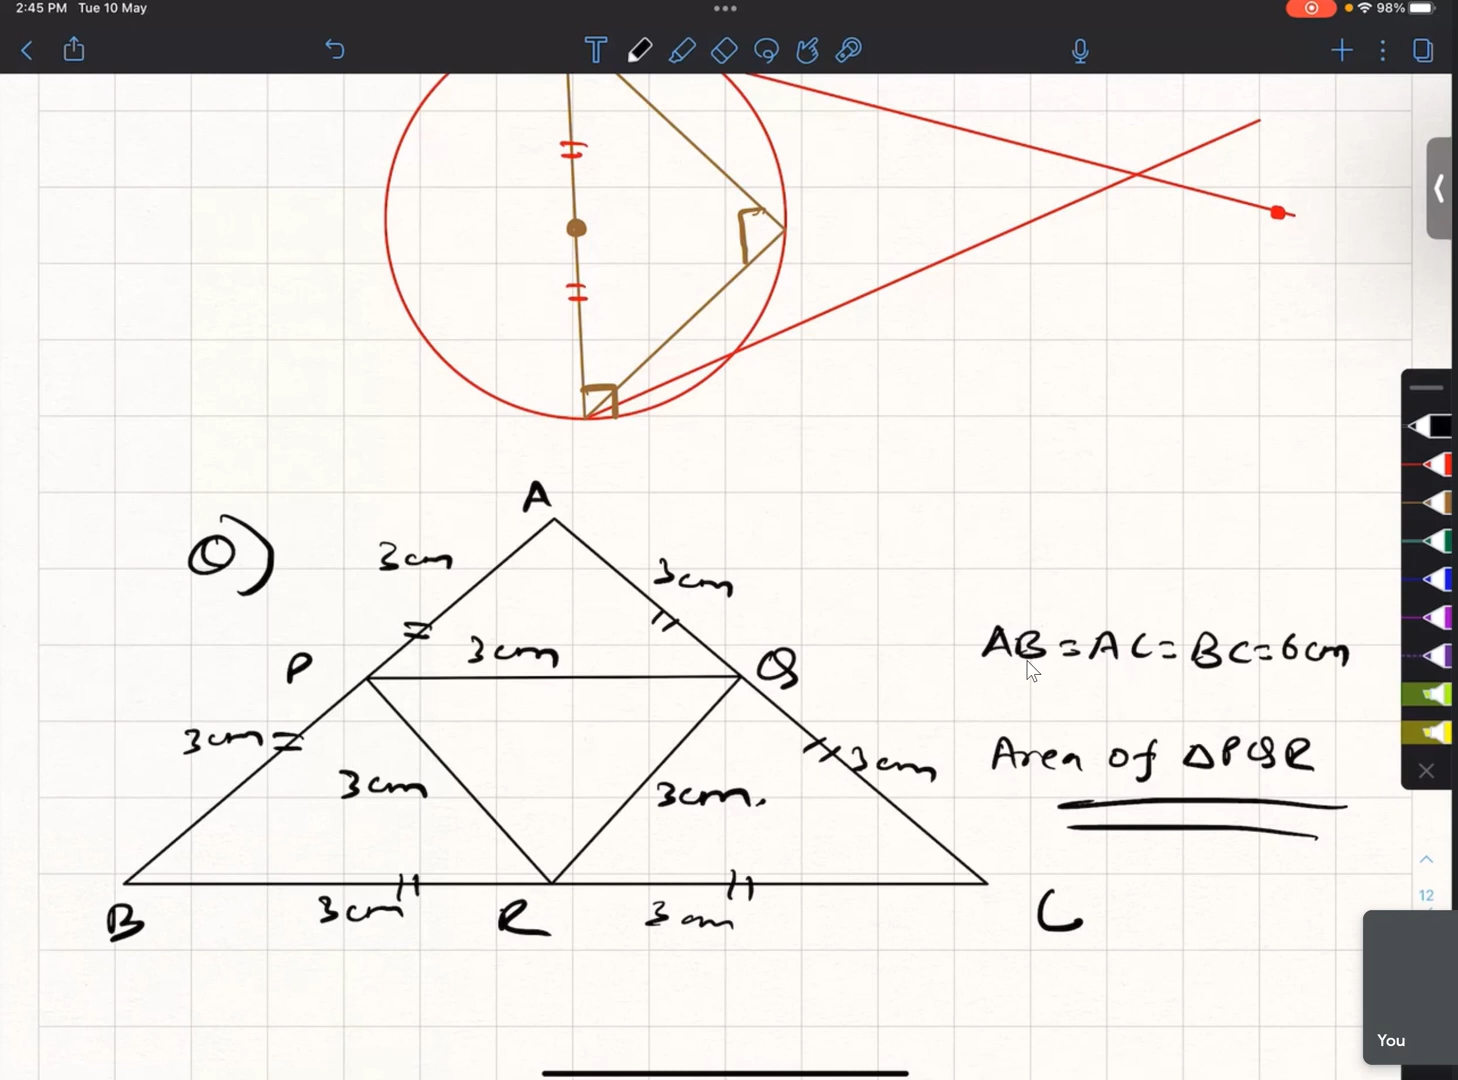 2:45 PM Tue 10 May
98%
T
Q)
A
3cm
3cm
P
3cm
Q
AB=AC=BC=6cm
3cm
3cm
3cm.
3cm
Area of △PQR
B
3cm
R
3cm
C
12
You